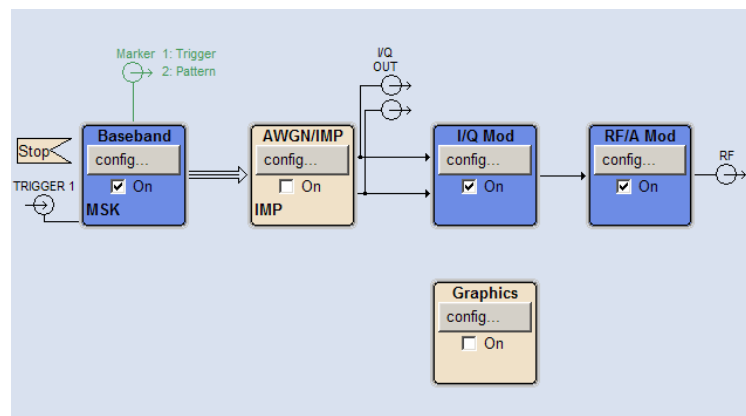 Marker 1: Trigger
2: Pattern
I/Q
OUT
Stop
TRIGGER 1
Baseband
config...
On
MSK
AWGN/IMP
config...
On
IMP
I/Q Mod
config...
On
RF/A Mod
config...
On
RF
Graphics
config...
On